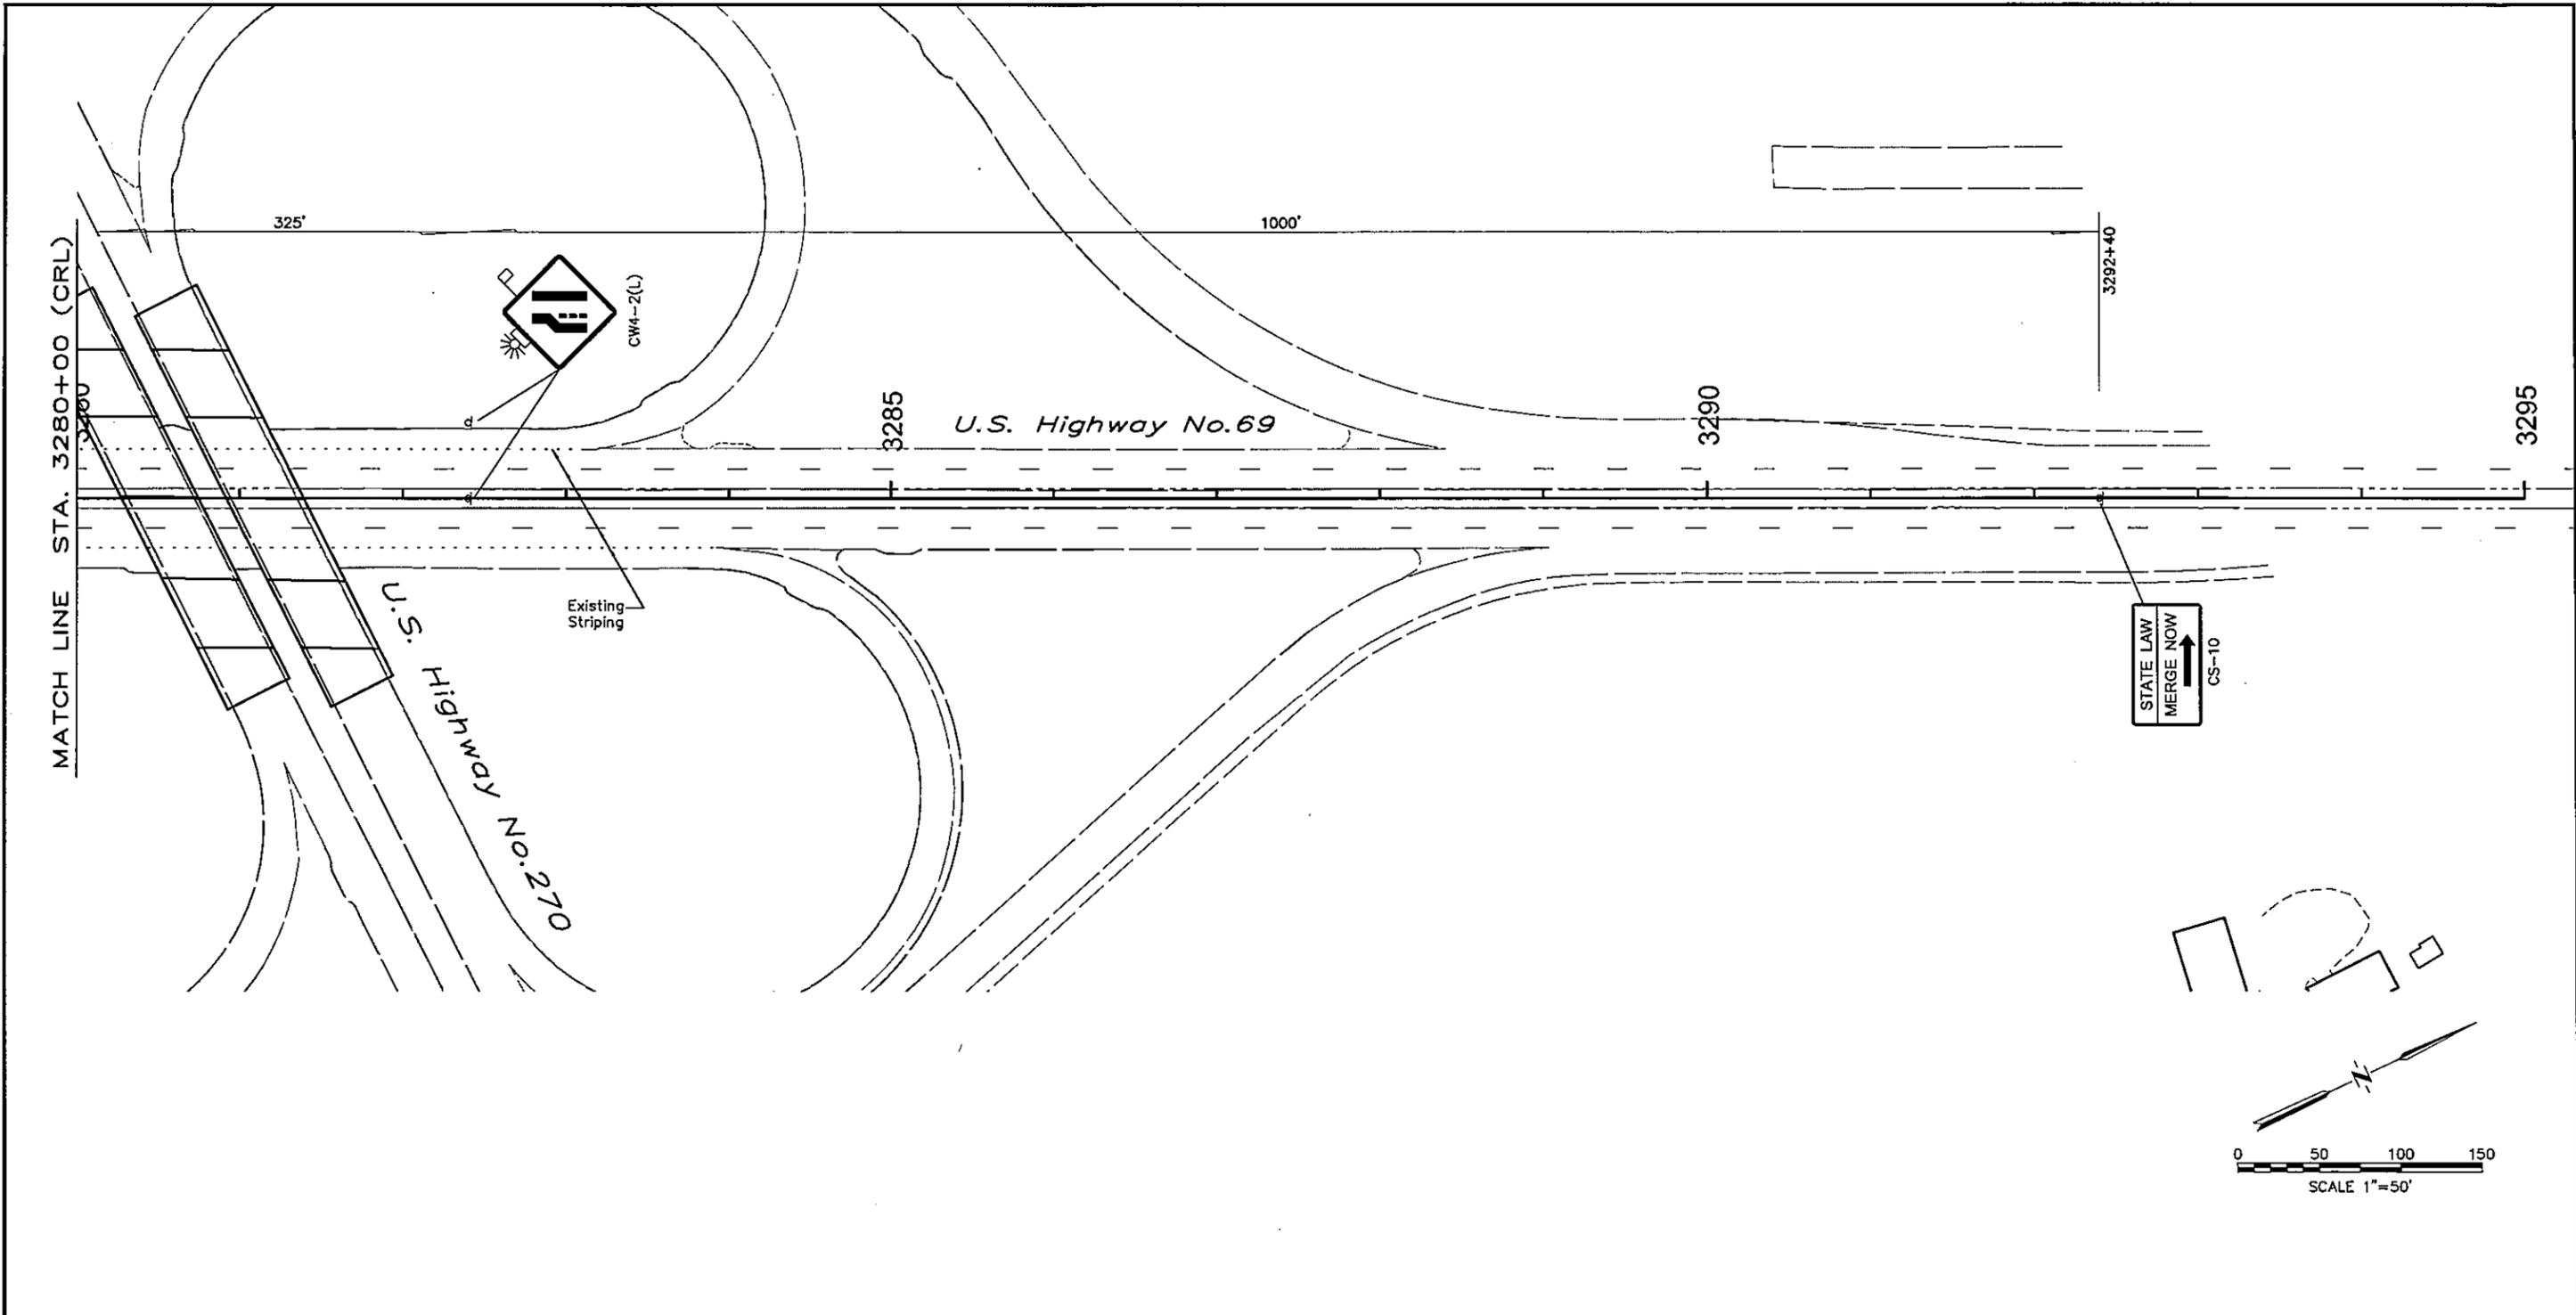 325'
1000'
3292+40
MATCH LINE STA. 3280+00 (CRL)
3280
CW4-2(L)
3285
U.S. Highway No.69
3290
3295
Existing
Striping
U.S. Highway No.270
STATE LAW
MERGE NOW
CS-10
N
0 50 100 150
SCALE 1"=50'